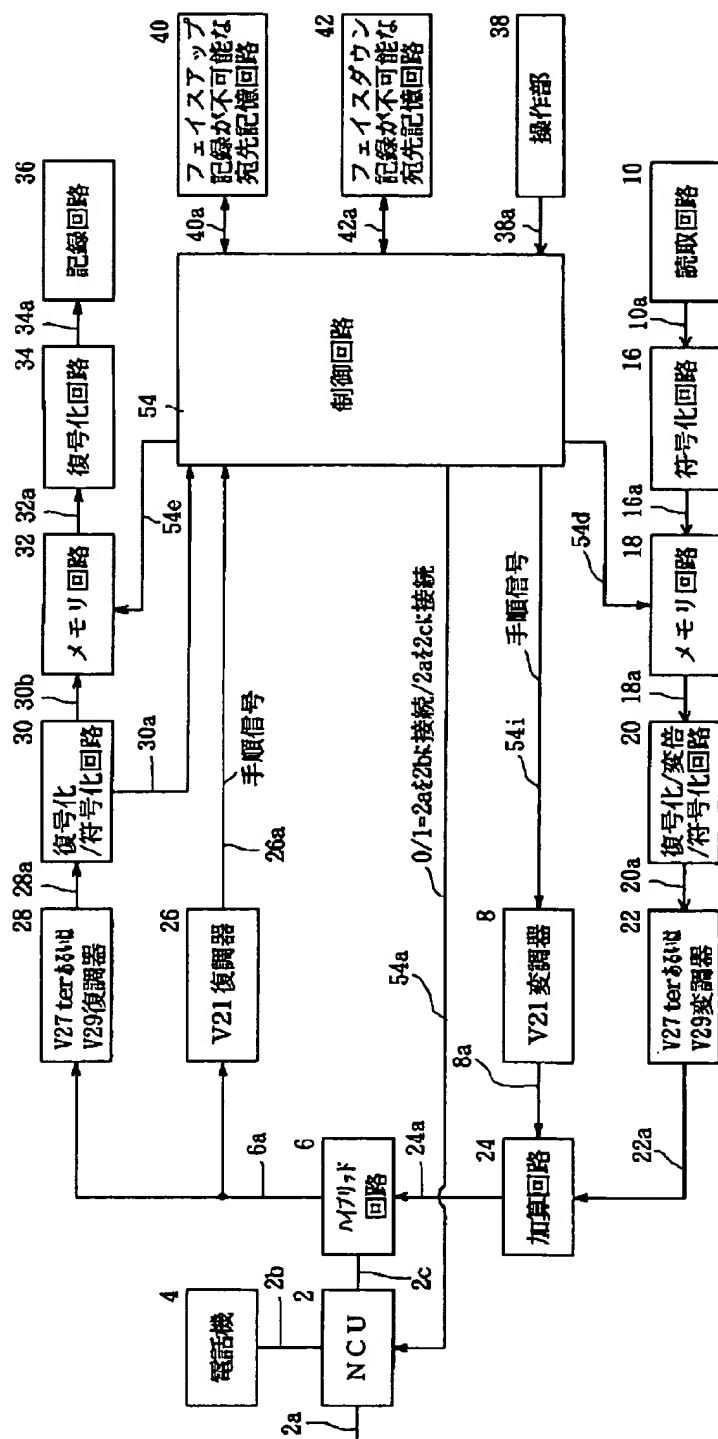 2a
NCU
2
2b
電話機
4
2c
ハイブリッド
回路
6
6a
24a
加算回路
24
22a
8a
V27terあるいは
V29復調器
28
28a
V21復調器
26
26a
手順信号
54a
0/1=2aを2bに接続/2aを2cに接続
V21変調器
8
54i
手順信号
V27terあるいは
V29変調器
22
20a
復号化
/符号化回路
30
30a
30b
復号化/変倍
/符号化回路
20
18a
メモリ回路
32
32a
54e
メモリ回路
18
54d
16a
復号化回路
34
34a
符号化回路
16
10a
記録回路
36
読取回路
10
制御回路
54
40a
42a
38a
フェイスアップ
記録が不可能な
宛先記憶回路
40
フェイスダウン
記録が不可能な
宛先記憶回路
42
操作部
38